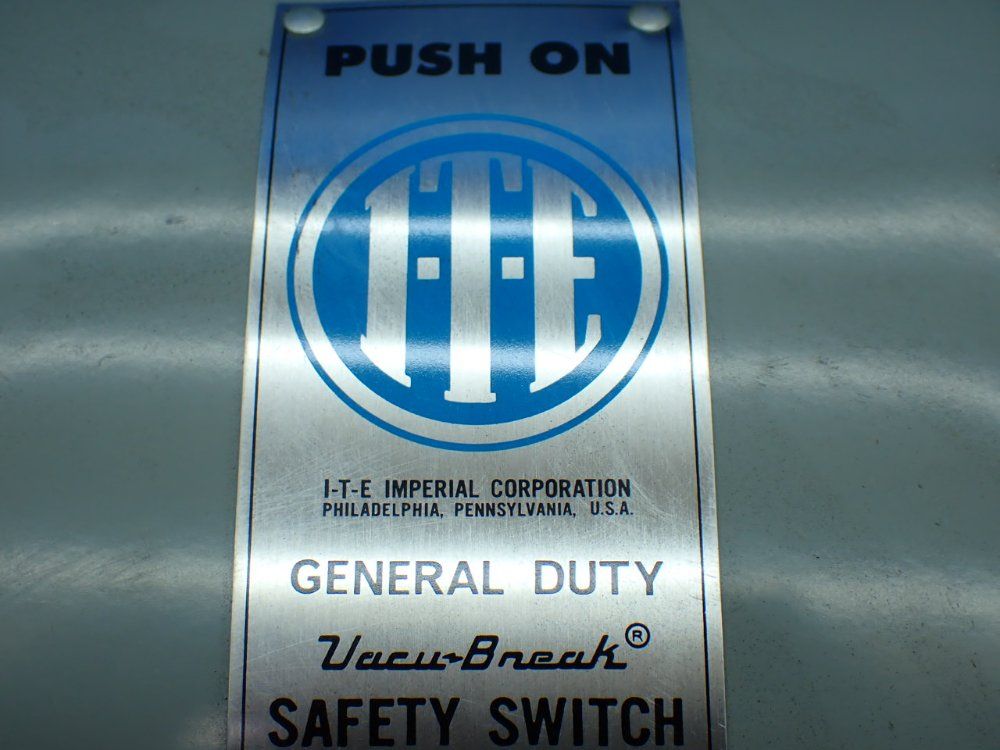 PUSH ON
I·T·E
I-T-E IMPERIAL CORPORATION
PHILADELPHIA, PENNSYLVANIA, U.S.A.
GENERAL DUTY
Vacu-Break®
SAFETY SWITCH